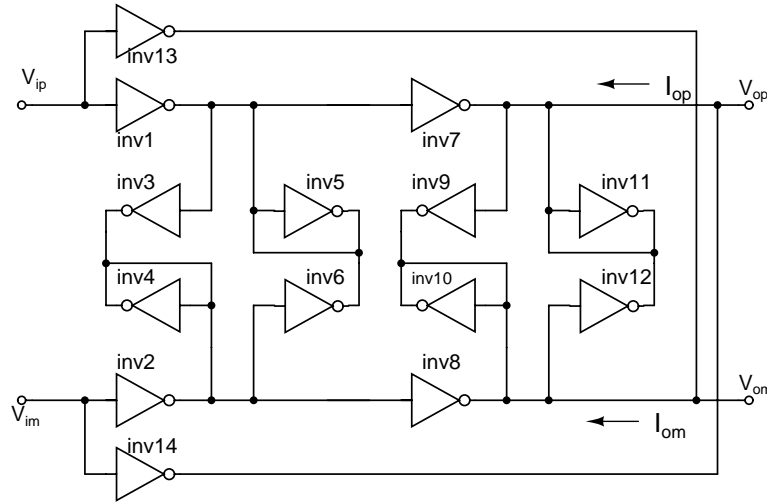 inv13
V_ip
I_op
V_op
inv1
inv7
inv3
inv5
inv9
inv11
inv4
inv6
inv10
inv12
inv2
inv8
V_im
V_om
I_om
inv14